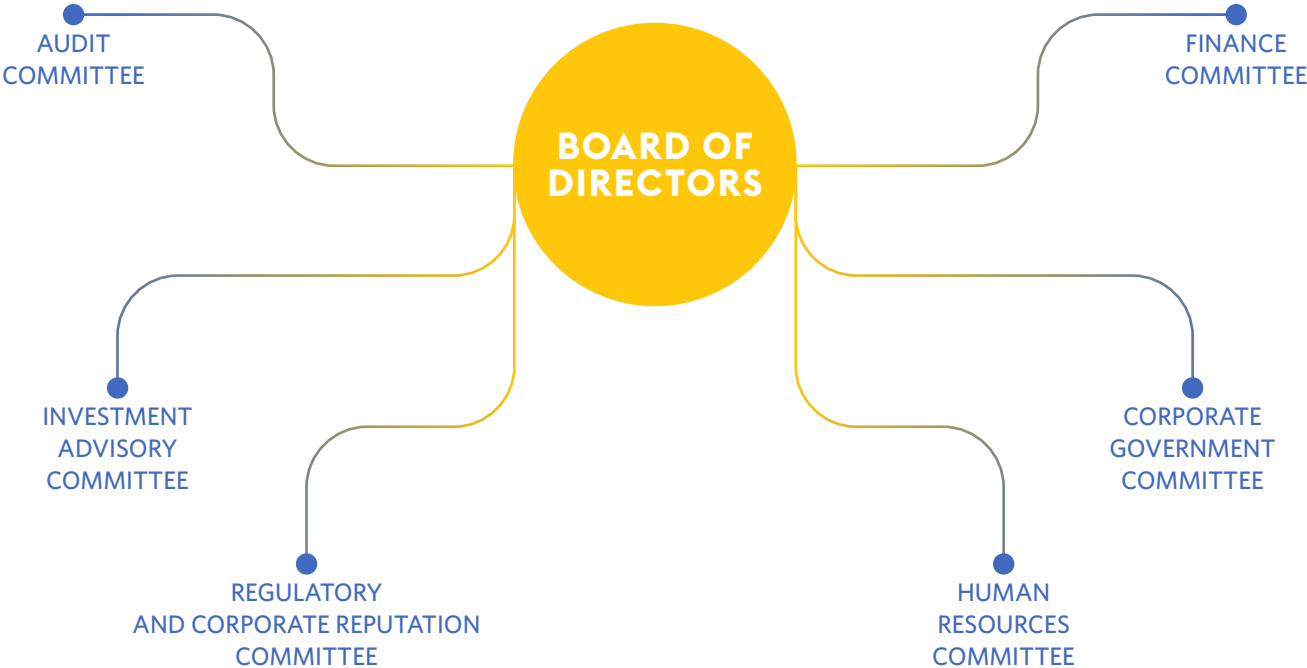 AUDIT
COMMITTEE
FINANCE
COMMITTEE
BOARD OF
DIRECTORS
INVESTMENT
ADVISORY
COMMITTEE
CORPORATE
GOVERNMENT
COMMITTEE
REGULATORY
AND CORPORATE REPUTATION
COMMITTEE
HUMAN
RESOURCES
COMMITTEE